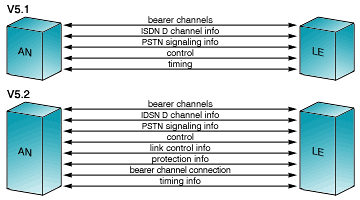 V5.1
bearer channels
ISDN D channel info
PSTN signaling info
control
timing
AN
LE
V5.2
bearer channels
IDSN D channel info
PSTN signaling info
control
link control info
protection info
bearer channel connection
timing info
AN
LE